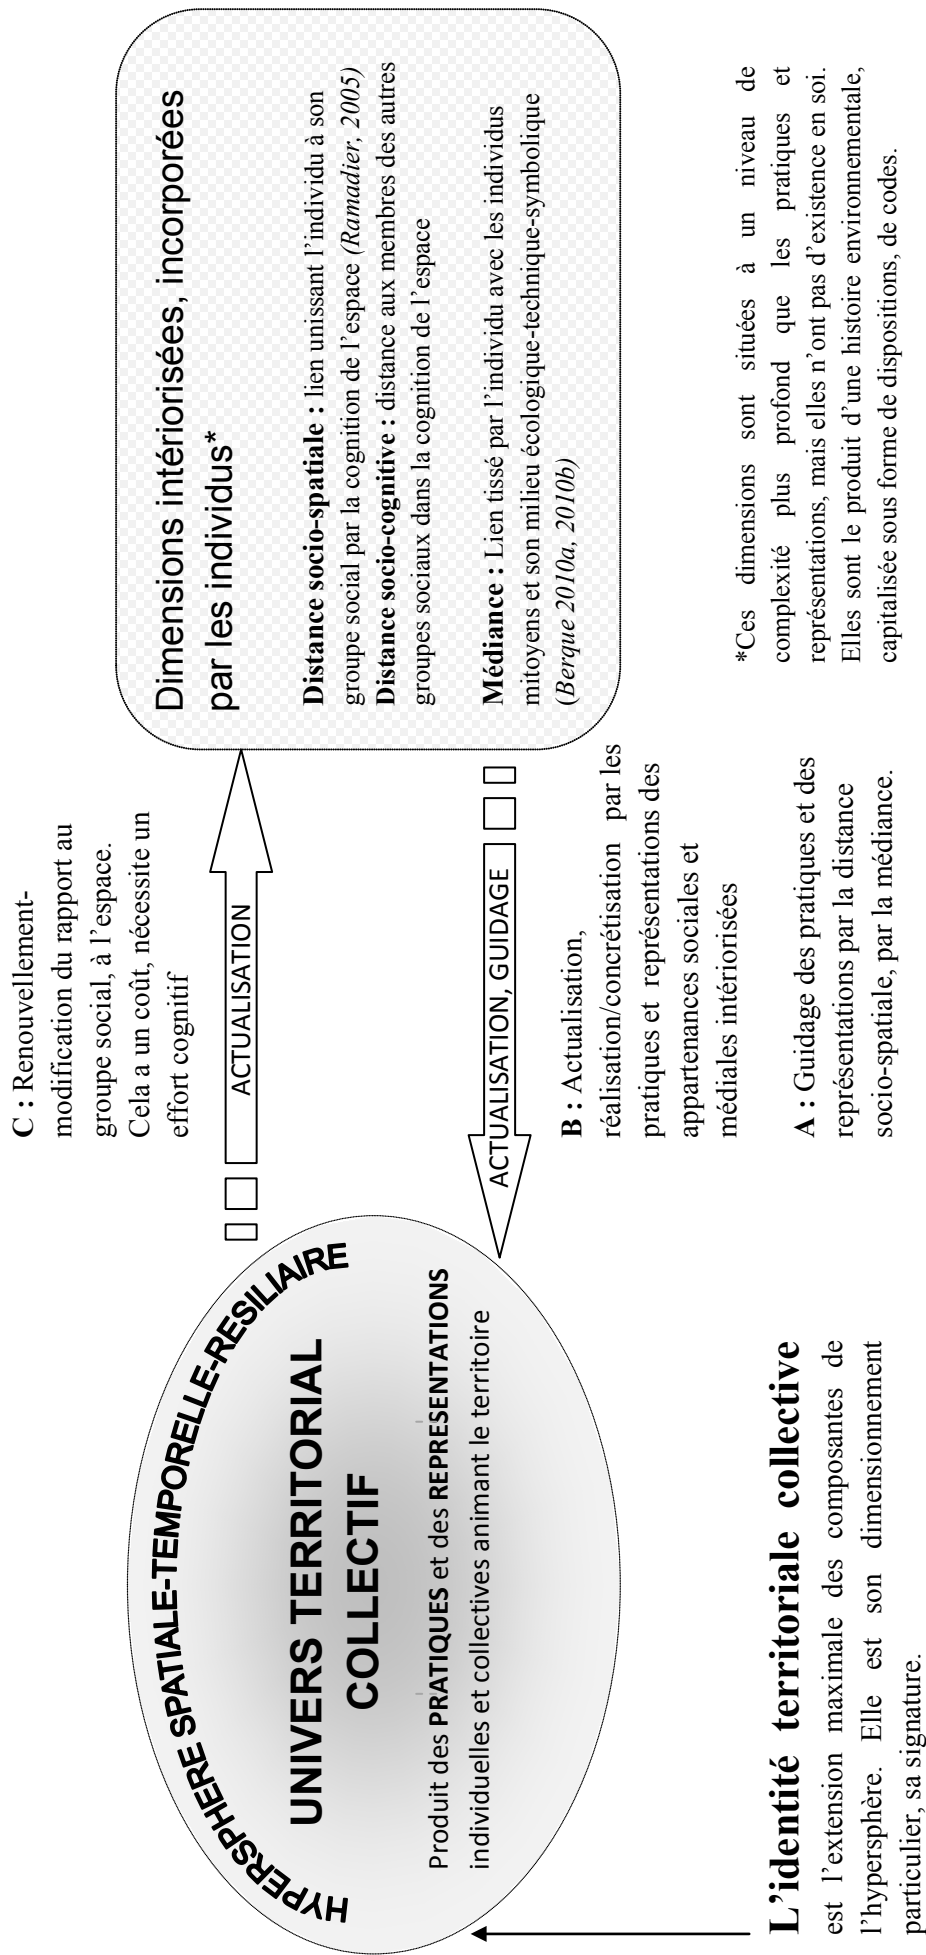 HYPERSPHERE SPATIALE-TEMPORELLE-RESILIAIRE
UNIVERS TERRITORIAL
COLLECTIF
Produit des PRATIQUES et des REPRESENTATIONS
individuelles et collectives animant le territoire
L'identité territoriale collective
est l'extension maximale des composantes de
l'hypersphère. Elle est son dimensionnement
particulier, sa signature.
C : Renouvellement-
modification du rapport au
groupe social, à l'espace.
Cela a un coût, nécessite un
effort cognitif
ACTUALISATION
ACTUALISATION, GUIDAGE
B : Actualisation,
réalisation/concrétisation par les
pratiques et représentations des
appartenances sociales et
médiales intériorisées
A : Guidage des pratiques et des
représentations par la distance
socio-spatiale, par la médiance.
Dimensions intériorisées, incorporées
par les individus*
Distance socio-spatiale : lien unissant l'individu à son
groupe social par la cognition de l'espace (Ramadier, 2005)
Distance socio-cognitive : distance aux membres des autres
groupes sociaux dans la cognition de l'espace
Médiance : Lien tissé par l'individu avec les individus
mitoyens et son milieu écologique-technique-symbolique
(Berque 2010a, 2010b)
*Ces dimensions sont situées à un niveau de
complexité plus profond que les pratiques et
représentations, mais elles n'ont pas d'existence en soi.
Elles sont le produit d'une histoire environnementale,
capitalisée sous forme de dispositions, de codes.